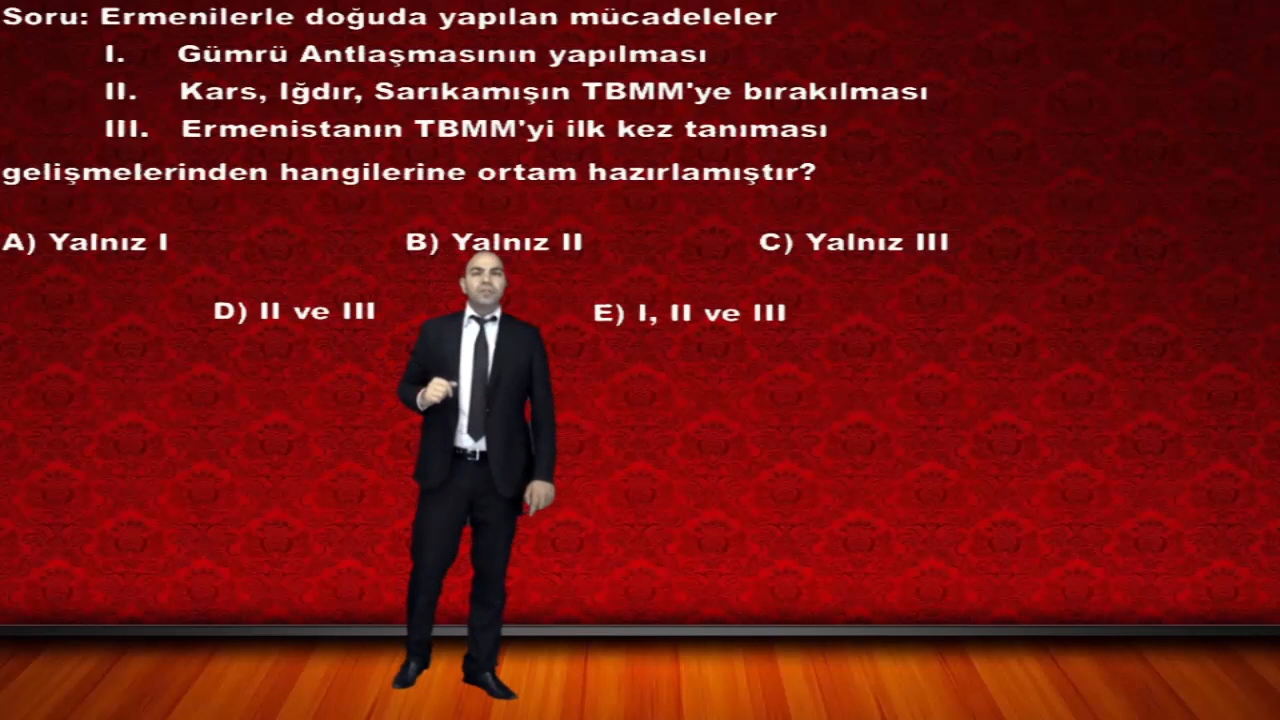 Soru: Ermenilerle doğuda yapılan mücadeleler
I. Gümrü Antlaşmasının yapılması
II. Kars, Iğdır, Sarıkamışın TBMM'ye bırakılması
III. Ermenistanın TBMM'yi ilk kez tanıması
gelişmelerinden hangilerine ortam hazırlamıştır?
A) Yalnız I B) Yalnız II C) Yalnız III
D) II ve III E) I, II ve III